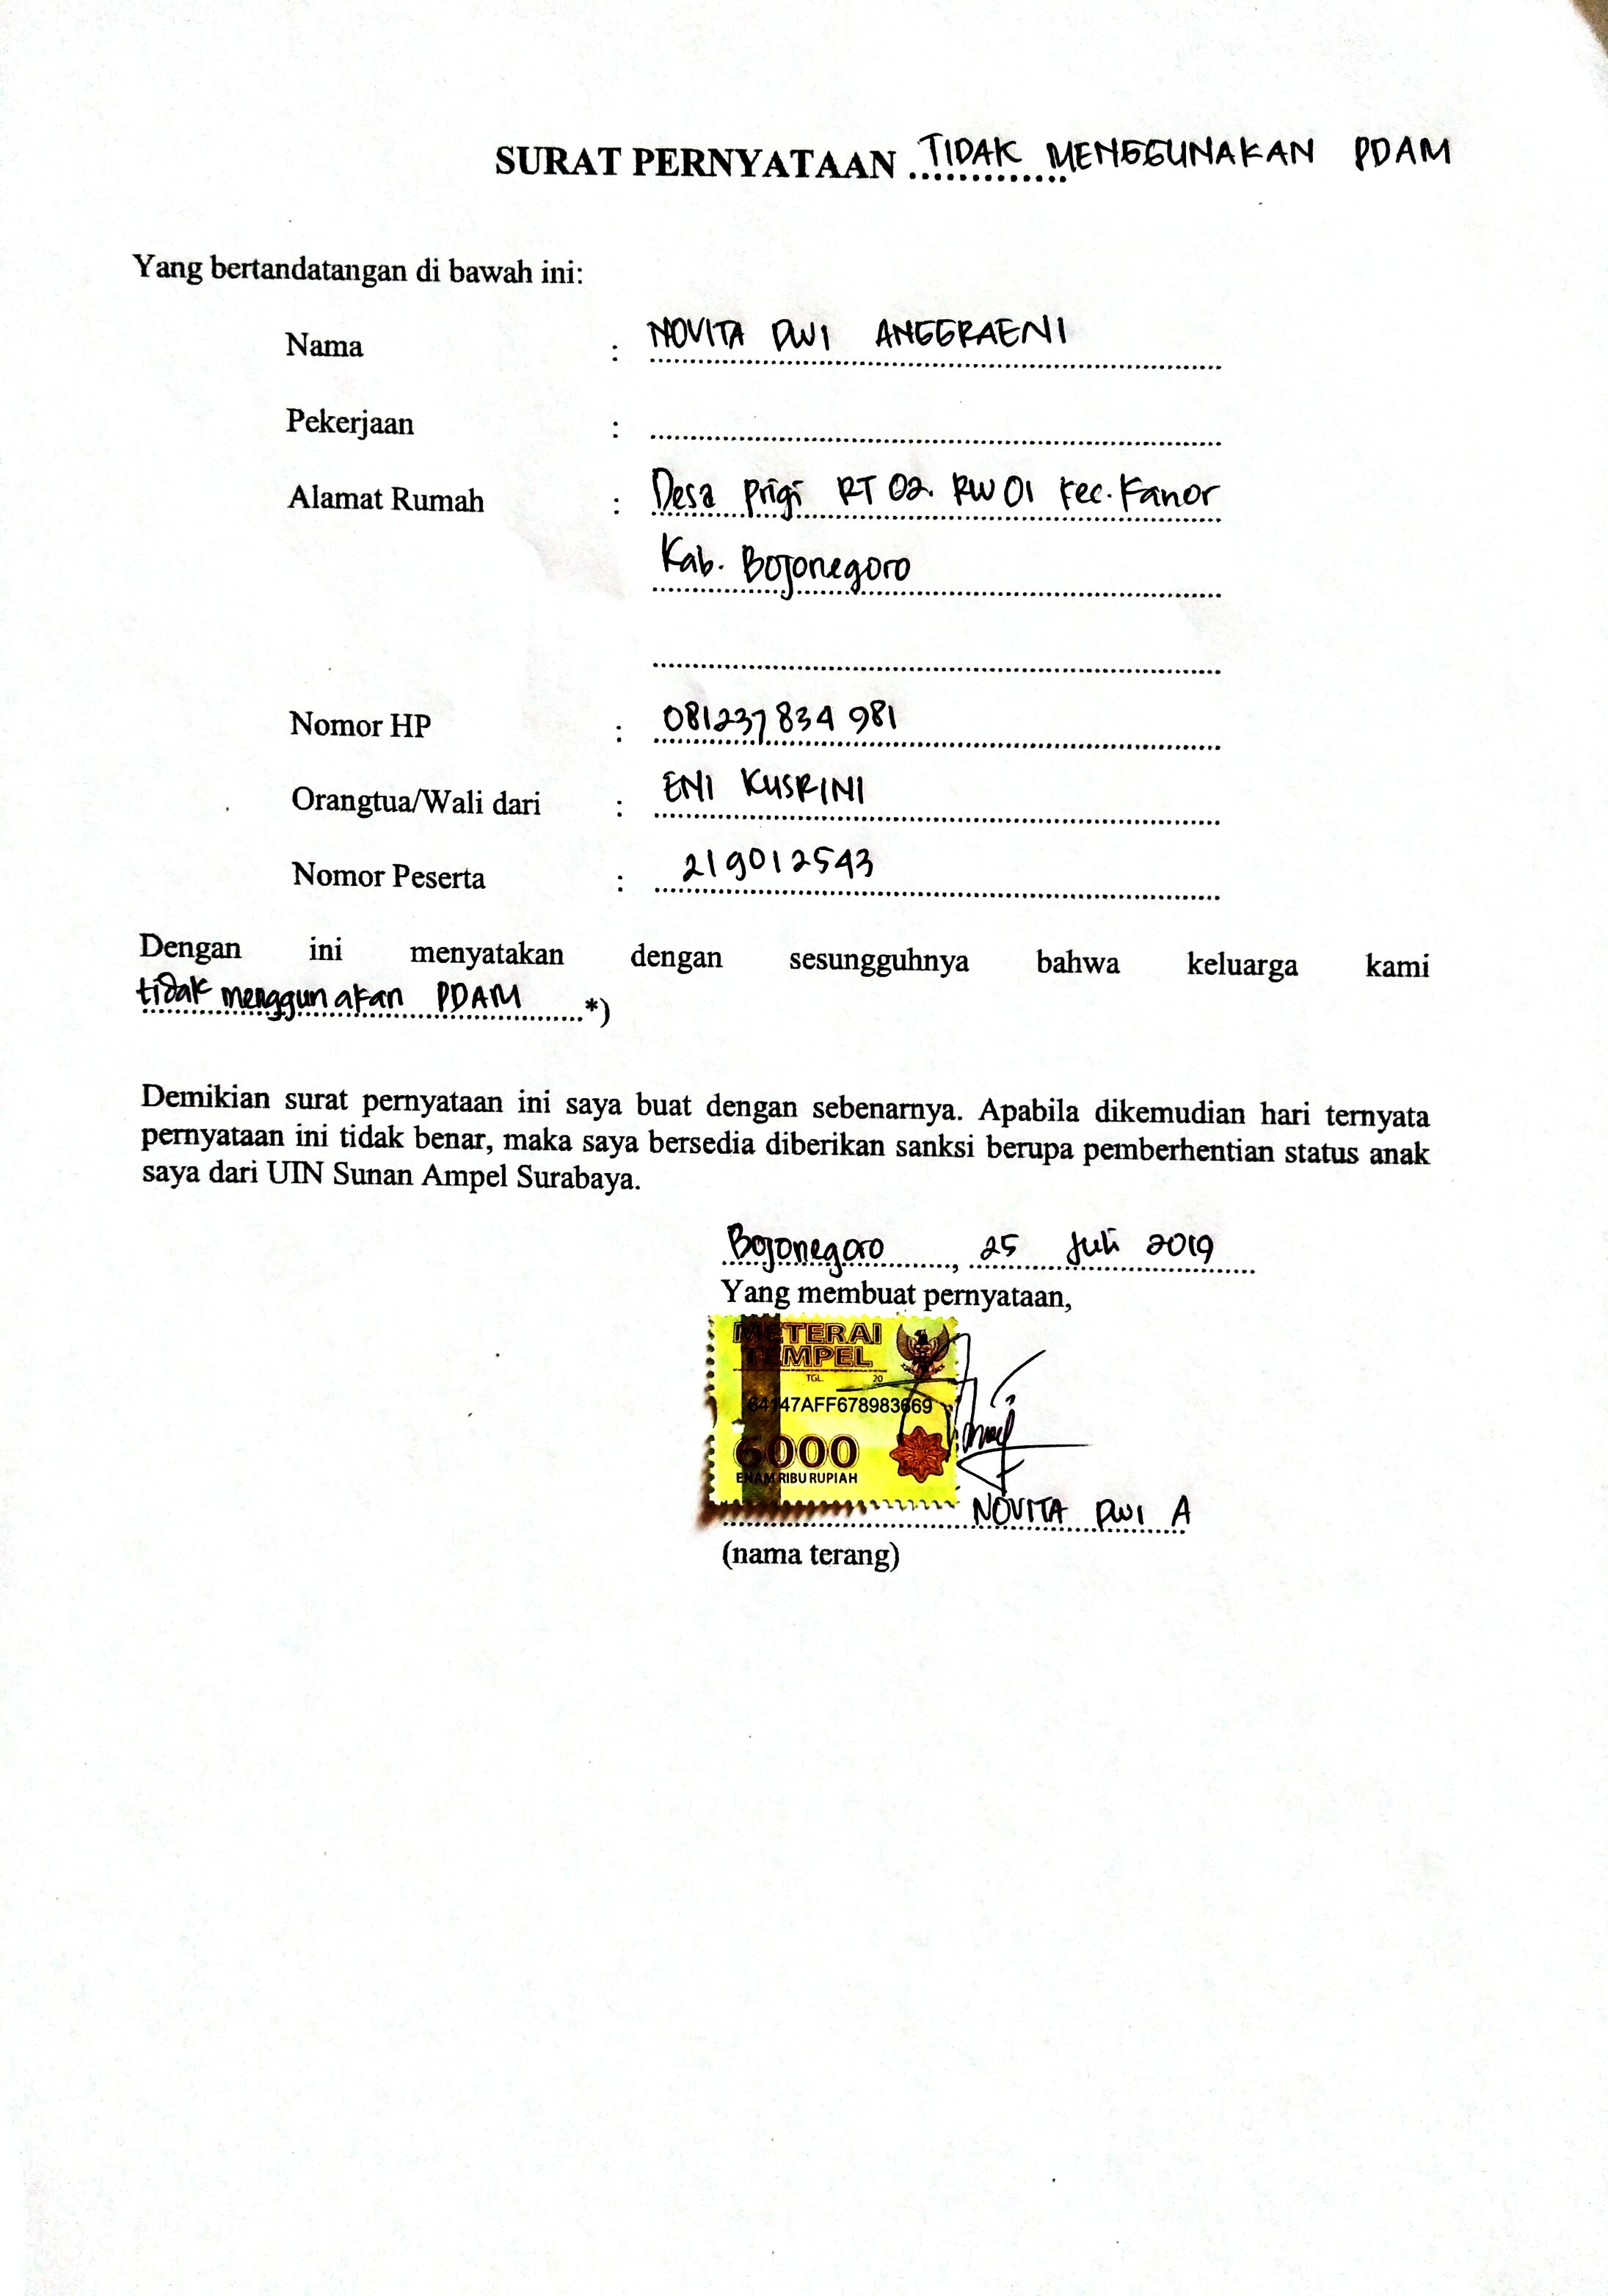 SURAT PERNYATAAN TIDAK MENGGUNAKAN PDAM
Yang bertandatangan di bawah ini:
Nama : NOVITA DWI ANGGRAENI
Pekerjaan :
Alamat Rumah : Desa Prigi RT 02 RW 01 Kec. Kanor
Kab. Bojonegoro
Nomor HP : 081237 834 981
Orangtua/Wali dari : ENI KUSRINI
Nomor Peserta : 219012543
Dengan ini menyatakan dengan sesungguhnya bahwa keluarga kami
tidak menggunakan PDAM *)
Demikian surat pernyataan ini saya buat dengan sebenarnya. Apabila dikemudian hari ternyata
pernyataan ini tidak benar, maka saya bersedia diberikan sanksi berupa pemberhentian status anak
saya dari UIN Sunan Ampel Surabaya.
Bojonegoro, 25 Juli 2019
Yang membuat pernyataan,
METERAI
TEMPEL
TGL. 20
64147AFF678983669
6000
ENAM RIBU RUPIAH
NOVITA DWI A
(nama terang)